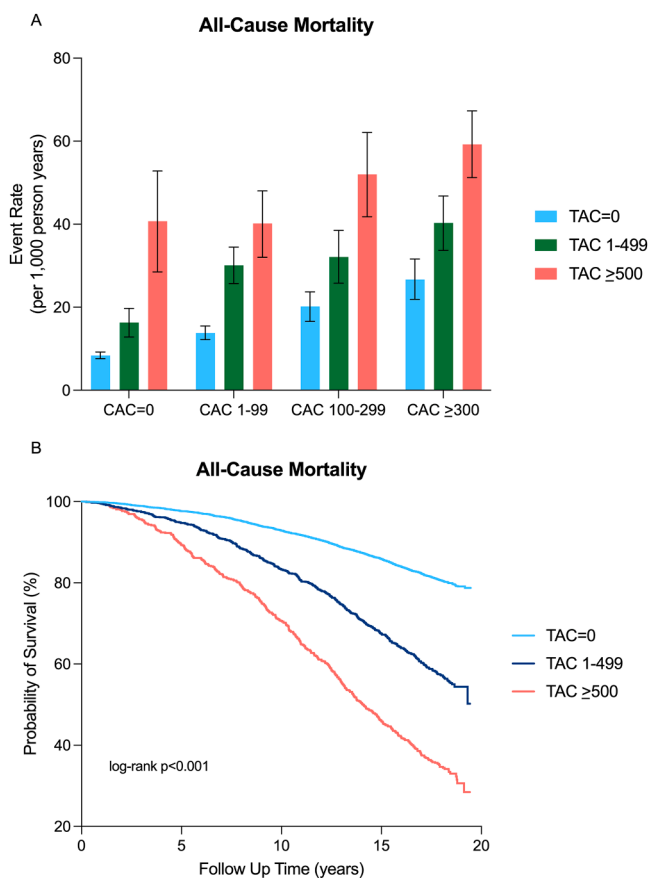 A
All-Cause Mortality
Event Rate
(per 1,000 person years)
80
60
40
20
0
CAC=0
CAC 1-99
CAC 100-299
CAC ≥300
TAC=0
TAC 1-499
TAC ≥500
B
All-Cause Mortality
Probability of Survival (%)
100
80
60
40
20
log-rank p<0.001
0
5
10
15
20
Follow Up Time (years)
TAC=0
TAC 1-499
TAC ≥500